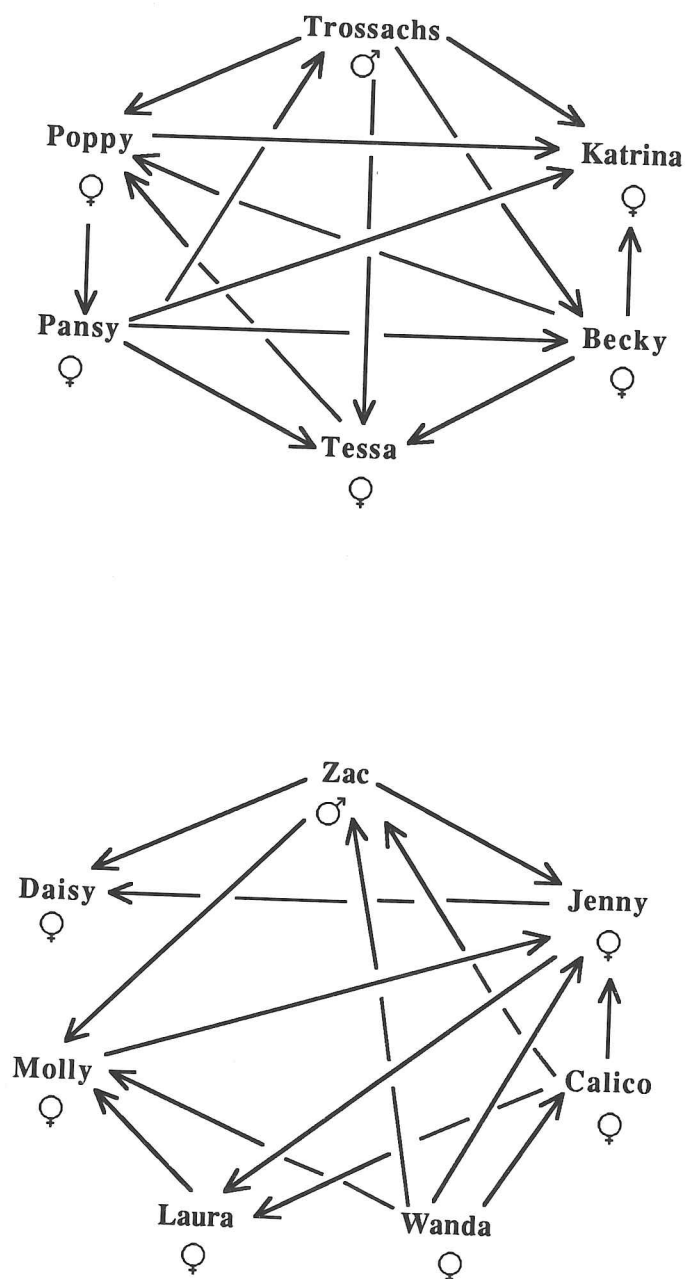 Trossachs
♂
Poppy
Katrina
♀
♀
Pansy
Becky
♀
♀
Tessa
♀
Zac
♂
Daisy
Jenny
♀
♀
Molly
Calico
♀
♀
Laura
Wanda
♀
♀